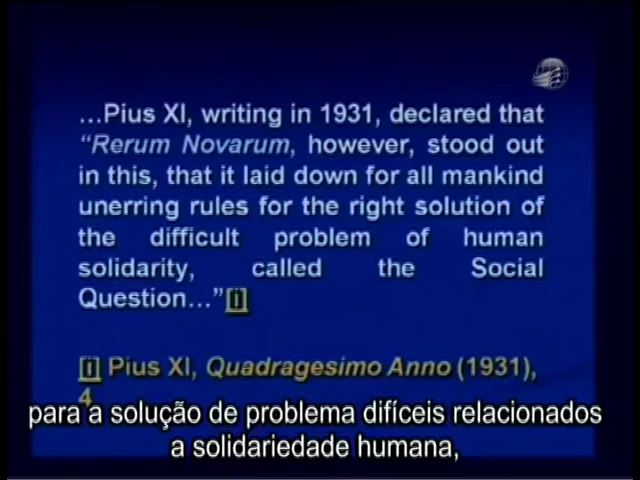 ...Pius XI, writing in 1931, declared that
“Rerum Novarum, however, stood out
in this, that it laid down for all mankind
unerring rules for the right solution of
the difficult problem of human
solidarity, called the Social
Question...”[i]
[i] Pius XI, Quadragesimo Anno (1931),
4
para a solução de problema difíceis relacionados
a solidariedade humana,